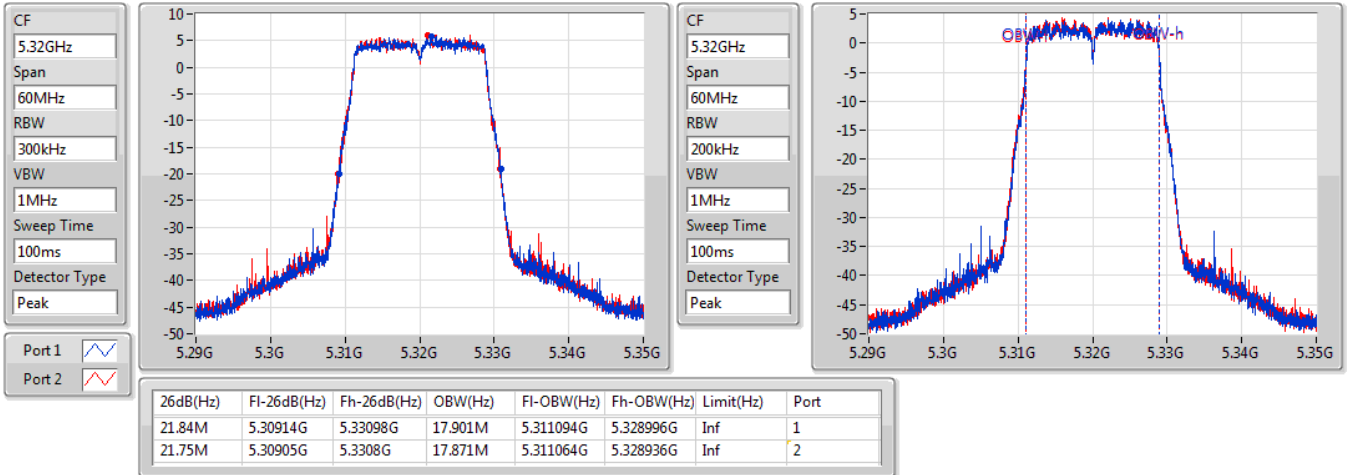 CF
5.32GHz
Span
60MHz
RBW
300kHz
VBW
1MHz
Sweep Time
100ms
Detector Type
Peak
10
5
0
-5
-10
-15
-20
-25
-30
-35
-40
-45
-50
5.29G 5.3G 5.31G 5.32G 5.33G 5.34G 5.35G
CF
5.32GHz
Span
60MHz
RBW
200kHz
VBW
1MHz
Sweep Time
100ms
Detector Type
Peak
5
0
-5
-10
-15
-20
-25
-30
-35
-40
-45
-50
5.29G 5.3G 5.31G 5.32G 5.33G 5.34G 5.35G
Port 1
Port 2
26dB(Hz) Fl-26dB(Hz) Fh-26dB(Hz) OBW(Hz) Fl-OBW(Hz) Fh-OBW(Hz) Limit(Hz) Port
21.84M 5.30914G 5.33098G 17.901M 5.311094G 5.328996G Inf 1
21.75M 5.30905G 5.3308G 17.871M 5.311064G 5.328936G Inf 2